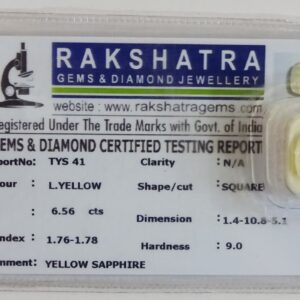 RAKSHATRA
GEMS & DIAMOND JEWELLERY
website : www.rakshatragems.com
egistered Under The Trade Marks with Govt. of India
EMS & DIAMOND CERTIFIED TESTING REPORT
portNo: TYS 41 Clarity : N/A
our : L.YELLOW Shape/cut : SQUARE
: 6.56 cts Dimension : 1.4-10.8-5.1
Index : 1.76-1.78 Hardness : 9.0
mment: YELLOW SAPPHIRE